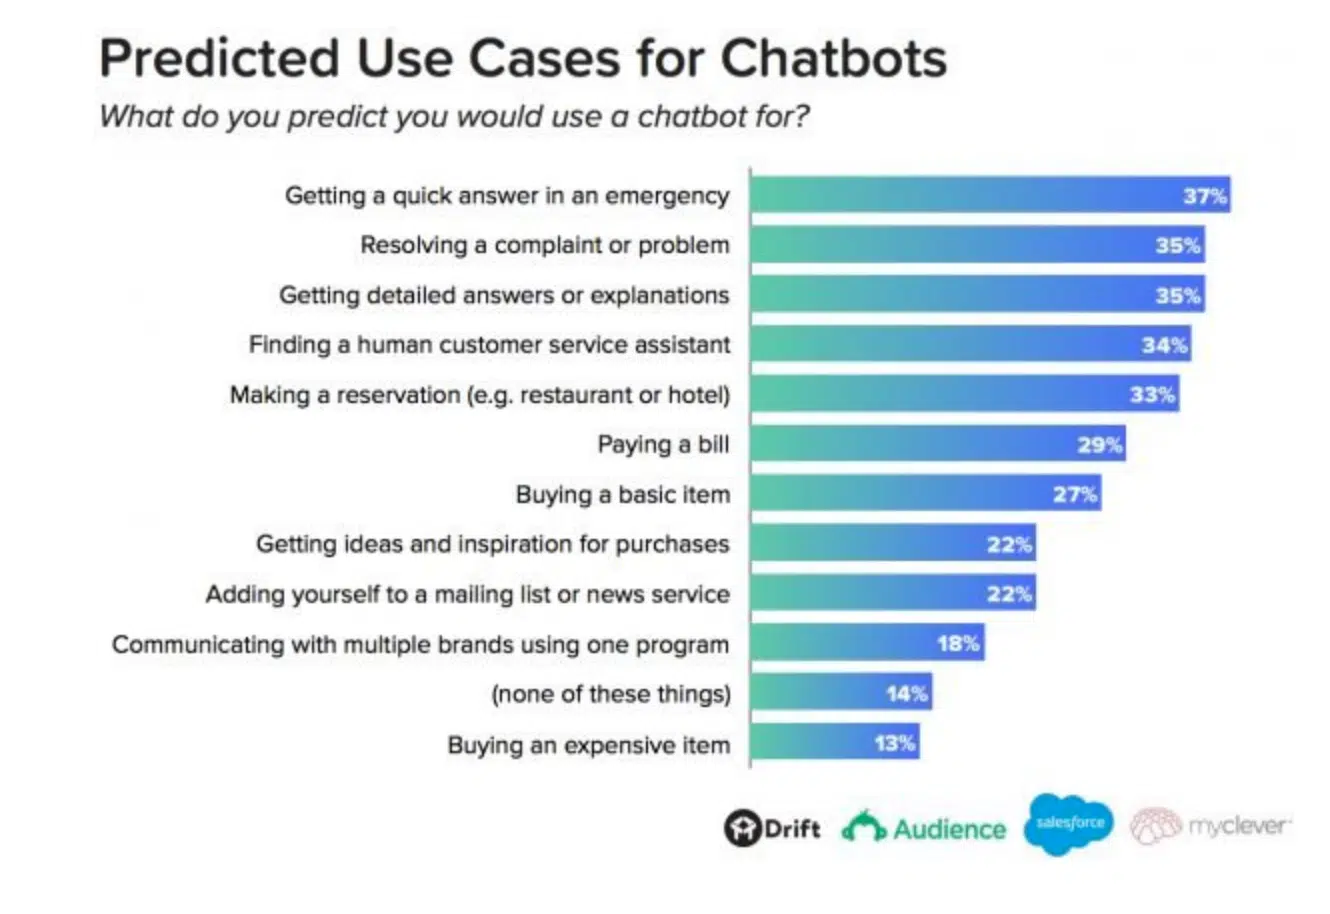 Predicted Use Cases for Chatbots
What do you predict you would use a chatbot for?
Getting a quick answer in an emergency 37%
Resolving a complaint or problem 35%
Getting detailed answers or explanations 35%
Finding a human customer service assistant 34%
Making a reservation (e.g. restaurant or hotel) 33%
Paying a bill 29%
Buying a basic item 27%
Getting ideas and inspiration for purchases 22%
Adding yourself to a mailing list or news service 22%
Communicating with multiple brands using one program 18%
(none of these things) 14%
Buying an expensive item 13%
Drift Audience salesforce myclever